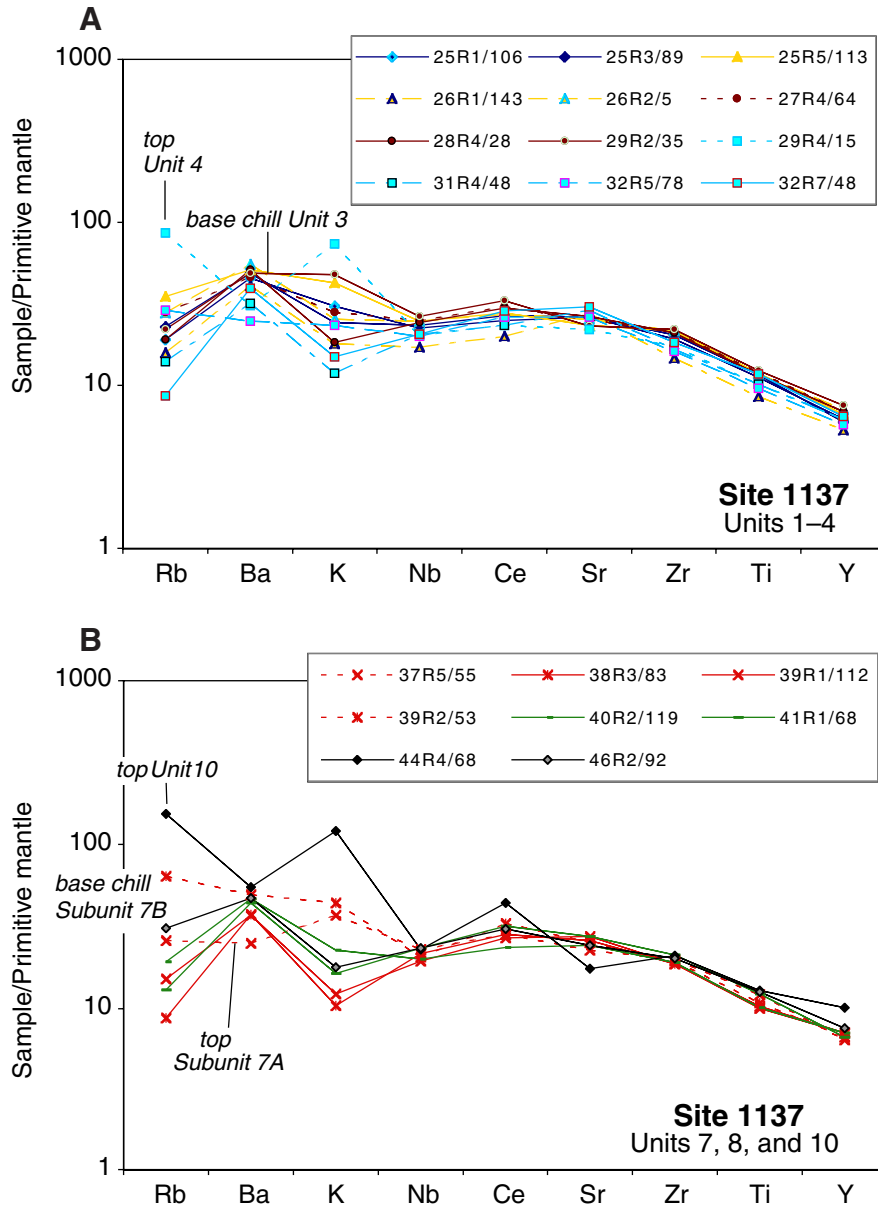 A
1000
100
10
1
Sample/Primitive mantle
25R1/106 25R3/89 25R5/113
26R1/143 26R2/5 27R4/64
28R4/28 29R2/35 29R4/15
31R4/48 32R5/78 32R7/48
top
Unit 4
base chill Unit 3
Site 1137
Units 1–4
Rb Ba K Nb Ce Sr Zr Ti Y
B
1000
100
10
1
Sample/Primitive mantle
37R5/55 38R3/83 39R1/112
39R2/53 40R2/119 41R1/68
44R4/68 46R2/92
top Unit10
base chill
Subunit 7B
top
Subunit 7A
Site 1137
Units 7, 8, and 10
Rb Ba K Nb Ce Sr Zr Ti Y